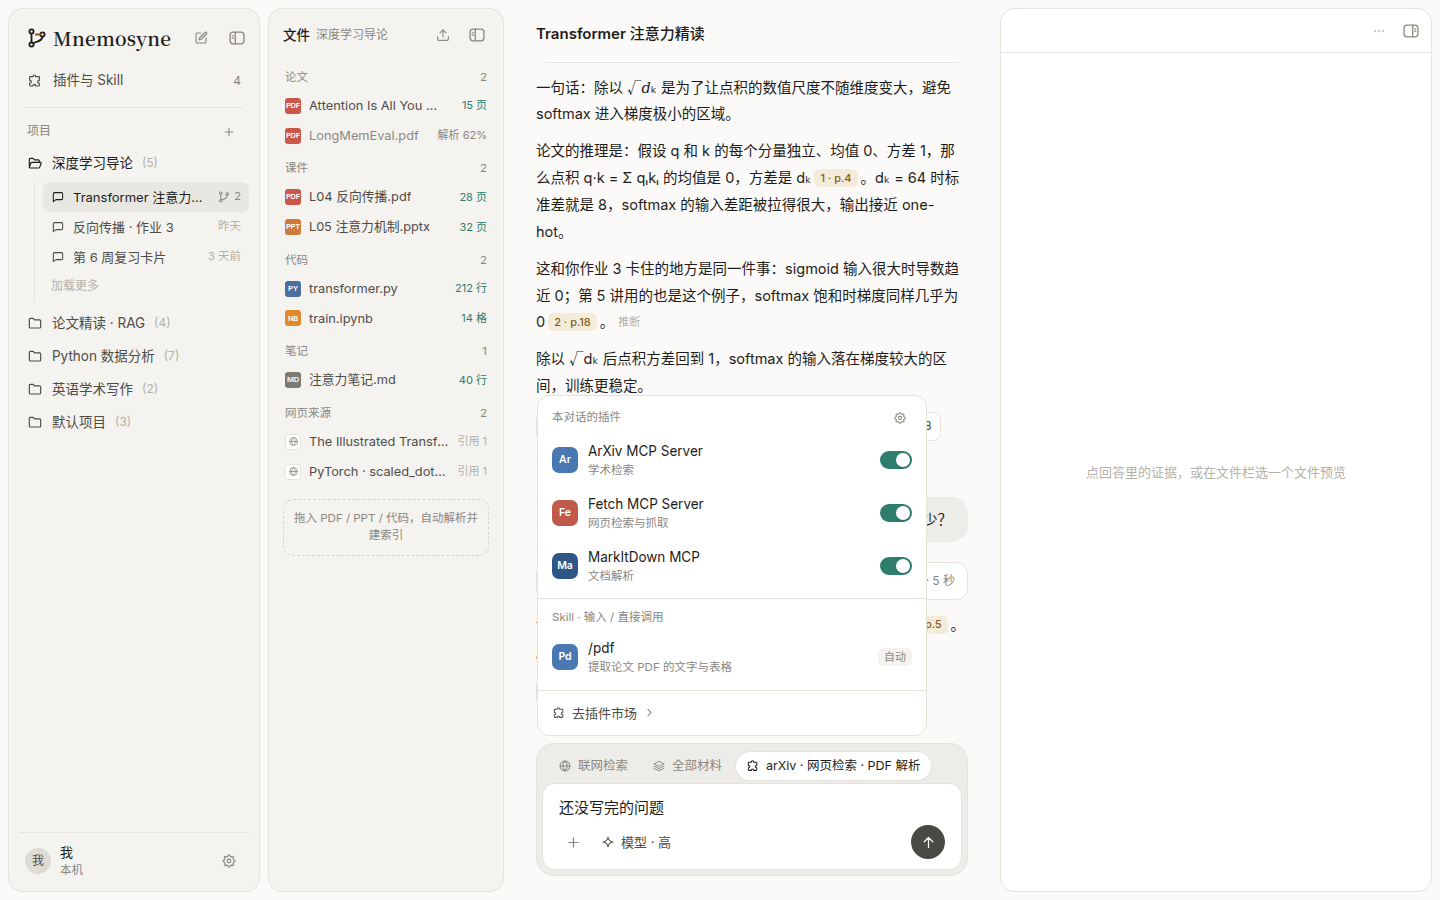 Mnemosyne
插件与 Skill 4
项目
深度学习导论 (5)
Transformer 注意力... 2
反向传播 · 作业 3 昨天
第 6 周复习卡片 3 天前
加载更多
论文精读 · RAG (4)
Python 数据分析 (7)
英语学术写作 (2)
默认项目 (3)
我 我
本机
文件 深度学习导论
论文 2
PDF Attention Is All You ... 15 页
PDF LongMemEval.pdf 解析 62%
课件 2
PDF L04 反向传播.pdf 28 页
PPT L05 注意力机制.pptx 32 页
代码 2
PY transformer.py 212 行
NB train.ipynb 14 格
笔记 1
MD 注意力笔记.md 40 行
网页来源 2
The Illustrated Transf... 引用 1
PyTorch · scaled_dot... 引用 1
拖入 PDF / PPT / 代码，自动解析并
建索引
Transformer 注意力精读
一句话：除以 √dₖ 是为了让点积的数值尺度不随维度变大，避免
softmax 进入梯度极小的区域。
论文的推理是：假设 q 和 k 的每个分量独立、均值 0、方差 1，那
么点积 q·k = Σ qᵢkᵢ 的均值是 0，方差是 dₖ 1 · p.4 。dₖ = 64 时标
准差就是 8，softmax 的输入差距被拉得很大，输出接近 one-
hot。
这和你作业 3 卡住的地方是同一件事：sigmoid 输入很大时导数趋
近 0；第 5 讲用的也是这个例子，softmax 饱和时梯度同样几乎为
0 2 · p.18 。 推断
除以 √dₖ 后点积方差回到 1，softmax 的输入落在梯度较大的区
间，训练更稳定。
本对话的插件
Ar ArXiv MCP Server
学术检索
Fe Fetch MCP Server
网页检索与抓取
少？
Ma MarkItDown MCP
文档解析
· 5 秒
Skill · 输入 / 直接调用
p.5 。
Pd /pdf
提取论文 PDF 的文字与表格
自动
去插件市场
联网检索 全部材料 arXiv · 网页检索 · PDF 解析
还没写完的问题
模型 · 高
点回答里的证据，或在文件栏选一个文件预览